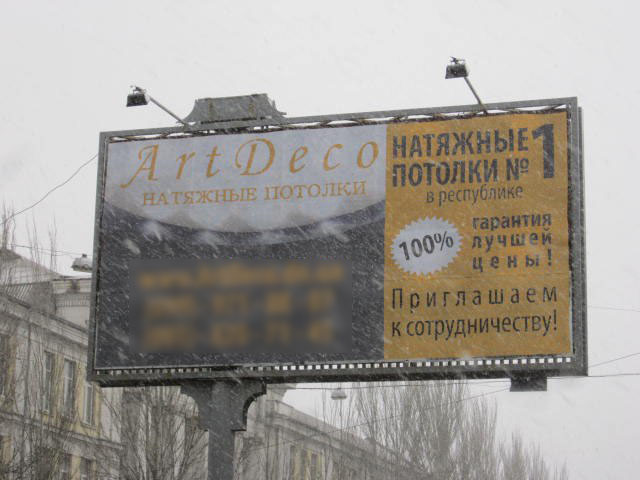 ArtDeco
НАТЯЖНЫЕ ПОТОЛКИ
НАТЯЖНЫЕ
ПОТОЛКИ № 1
в республике
100%
гарантия
лучшей
цены!
Приглашаем
к сотрудничеству!